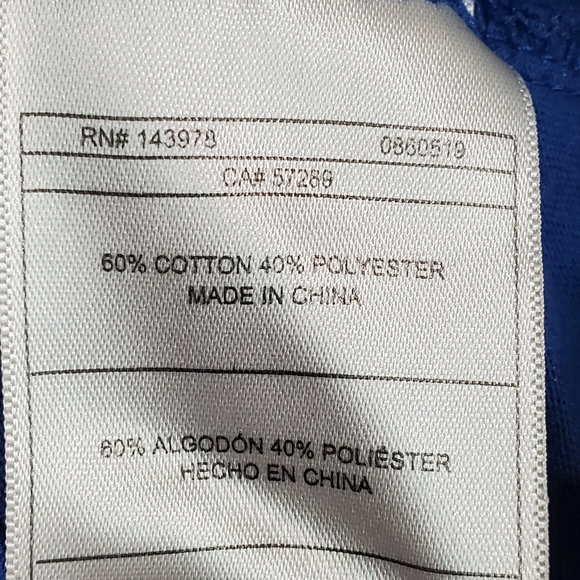 RN# 143978 0860519
CA# 57289
60% COTTON 40% POLYESTER
MADE IN CHINA
60% ALGODÓN 40% POLIÉSTER
HECHO EN CHINA